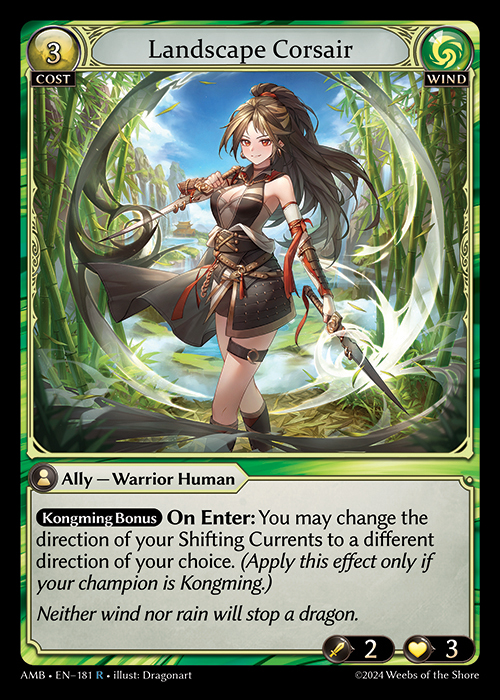 3
Landscape Corsair
COST
WIND
Ally — Warrior Human
Kongming Bonus On Enter: You may change the
direction of your Shifting Currents to a different
direction of your choice. (Apply this effect only if
your champion is Kongming.)
Neither wind nor rain will stop a dragon.
2
3
AMB • EN–181 R • illust: Dragonart
©2024 Weebs of the Shore